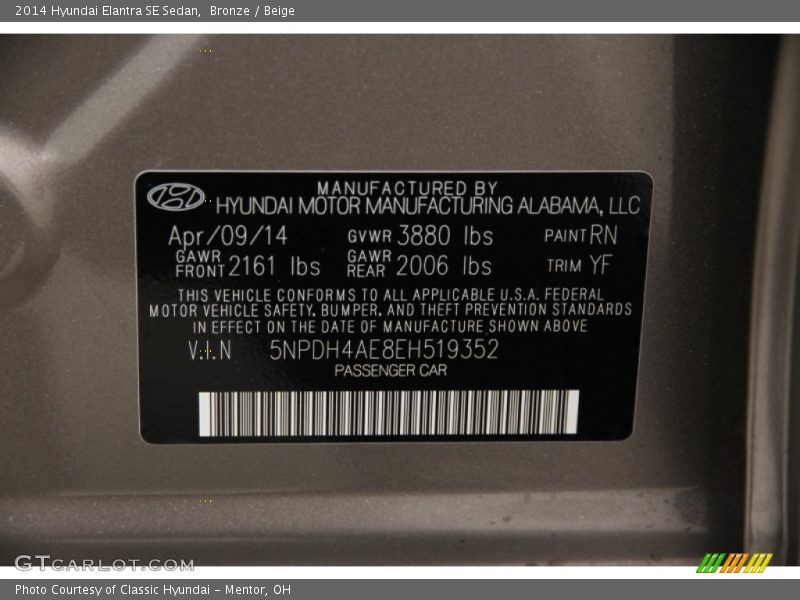 2014 Hyundai Elantra SE Sedan, Bronze / Beige
MANUFACTURED BY
HYUNDAI MOTOR MANUFACTURING ALABAMA, LLC
Apr/09/14 GVWR 3880 lbs PAINT RN
GAWR FRONT 2161 lbs GAWR REAR 2006 lbs TRIM YF
THIS VEHICLE CONFORMS TO ALL APPLICABLE U.S.A. FEDERAL
MOTOR VEHICLE SAFETY, BUMPER, AND THEFT PREVENTION STANDARDS
IN EFFECT ON THE DATE OF MANUFACTURE SHOWN ABOVE
V.I.N 5NPDH4AE8EH519352
PASSENGER CAR
GTCARLOT.COM
Photo Courtesy of Classic Hyundai - Mentor, OH